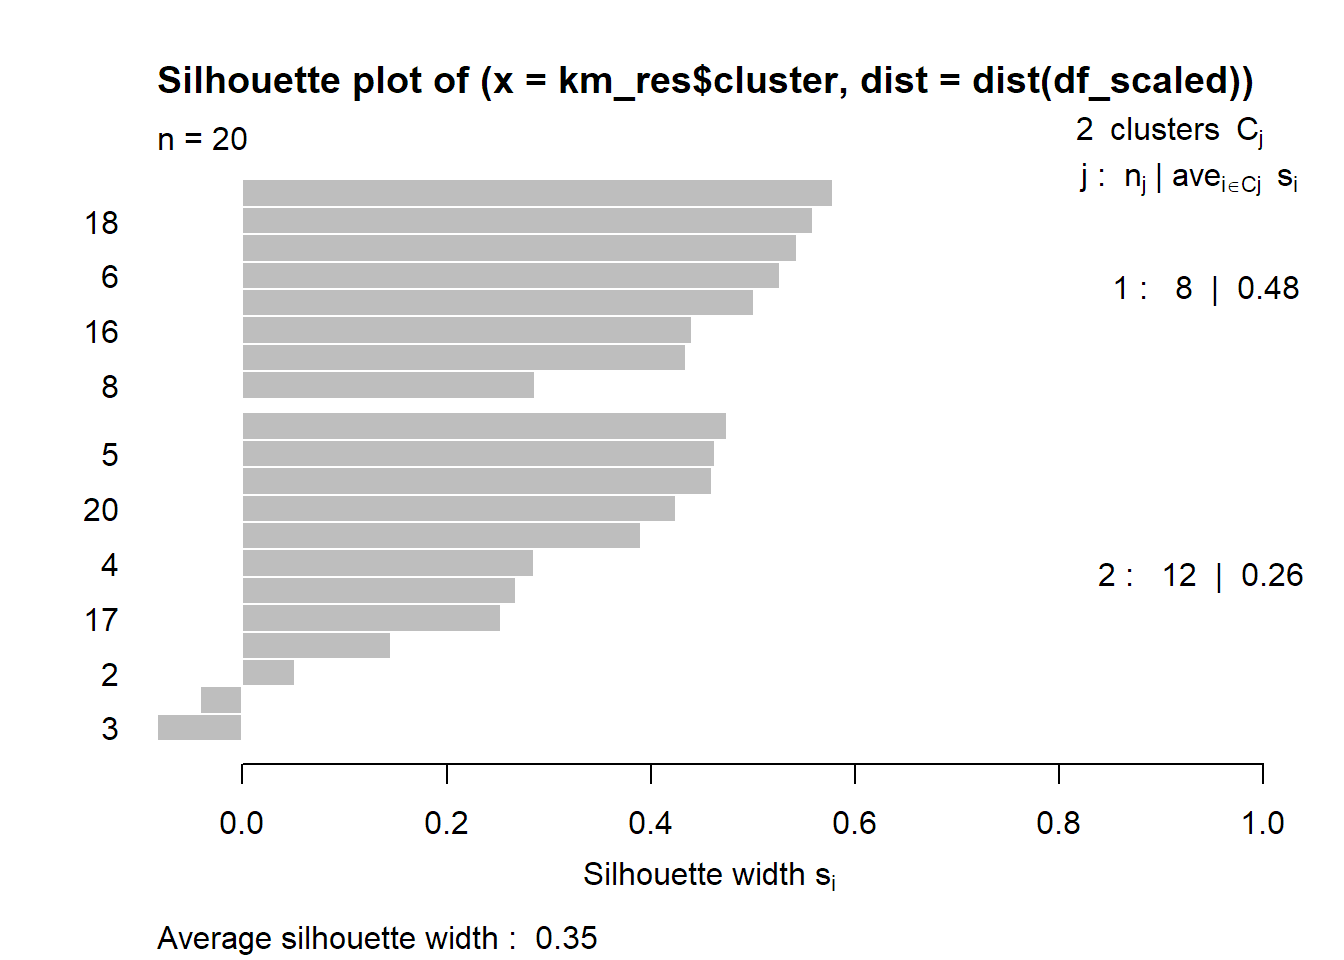 Silhouette plot of (x = km_res$cluster, dist = dist(df_scaled))
n = 20
2 clusters Cj
j : nj | avei∈Cj si
18
6
1 : 8 | 0.48
16
8
5
20
4
2 : 12 | 0.26
17
2
3
0.0 0.2 0.4 0.6 0.8 1.0
Silhouette width si
Average silhouette width : 0.35